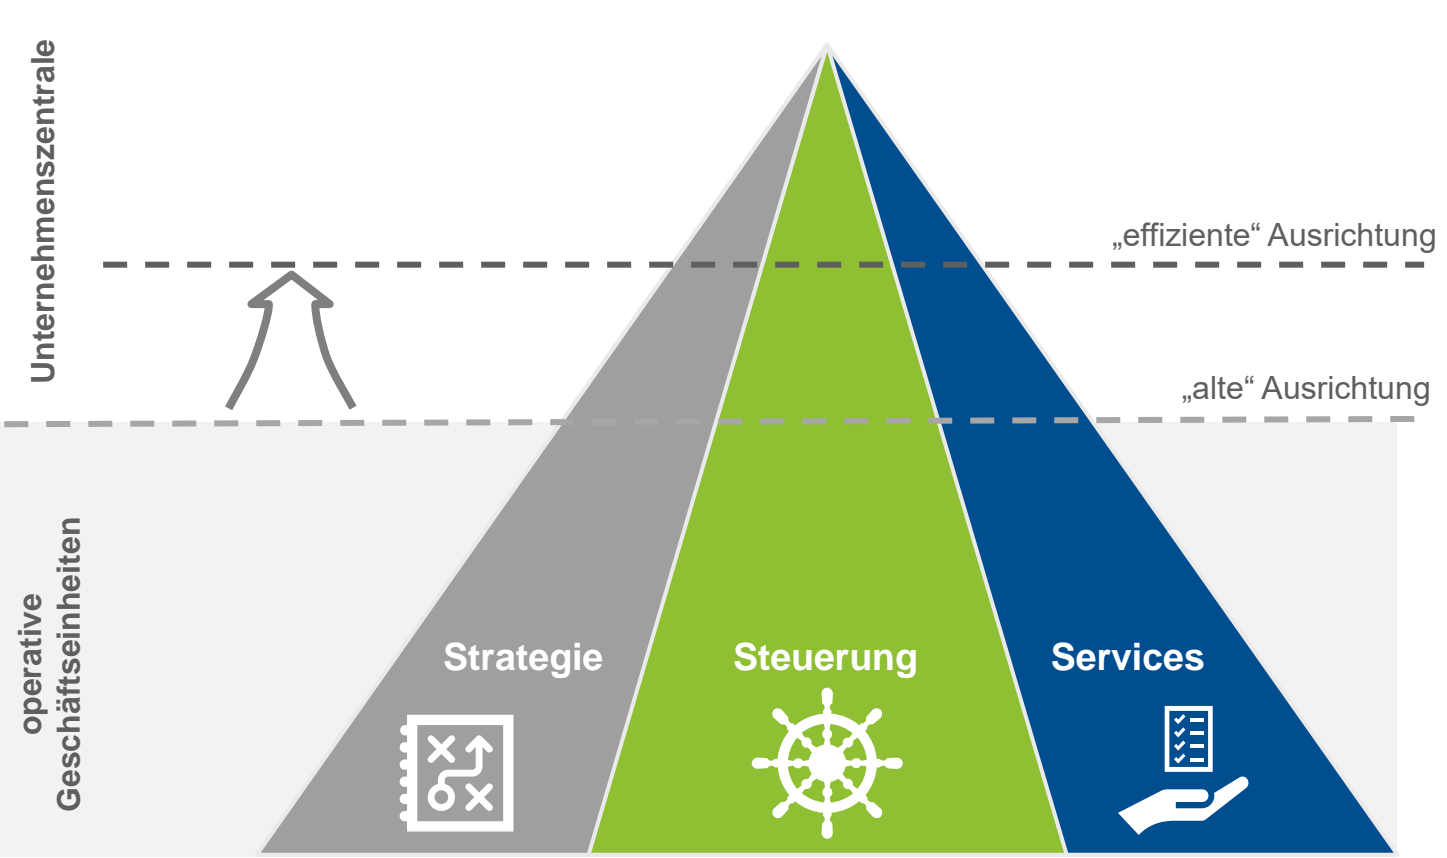 Unternehmenszentrale
„effiziente“ Ausrichtung
„alte“ Ausrichtung
operative
Geschäftseinheiten
Strategie
Steuerung
Services